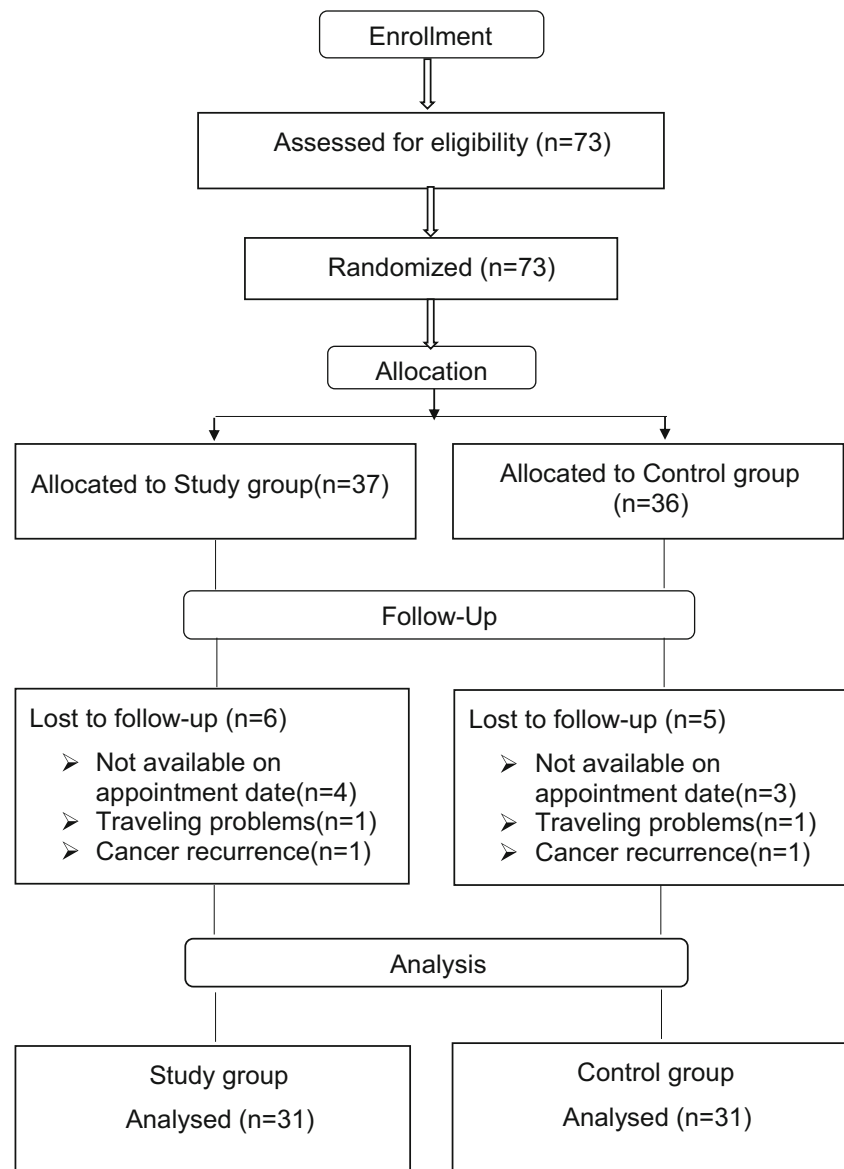 Enrollment
Assessed for eligibility (n=73)
Randomized (n=73)
Allocation
Allocated to Study group(n=37)
Allocated to Control group
(n=36)
Follow-Up
Lost to follow-up (n=6)
➢ Not available on
appointment date(n=4)
➢ Traveling problems(n=1)
➢ Cancer recurrence(n=1)
Lost to follow-up (n=5)
➢ Not available on
appointment date(n=3)
➢ Traveling problems(n=1)
➢ Cancer recurrence(n=1)
Analysis
Study group
Analysed (n=31)
Control group
Analysed (n=31)